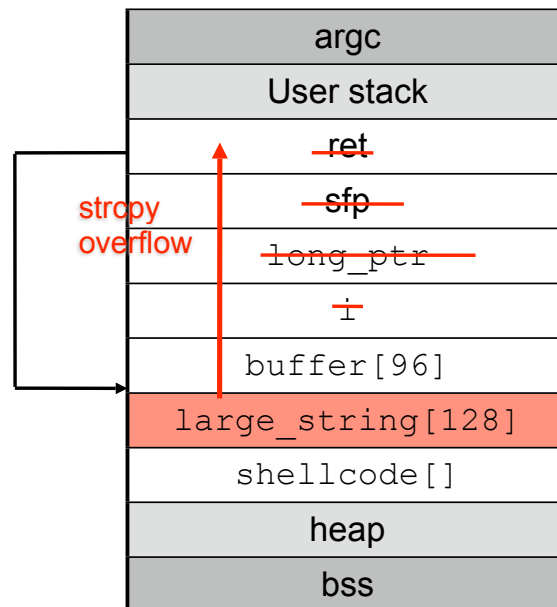 argc
User stack
ret
strcpy
overflow
sfp
long_ptr
i
buffer[96]
large_string[128]
shellcode[]
heap
bss